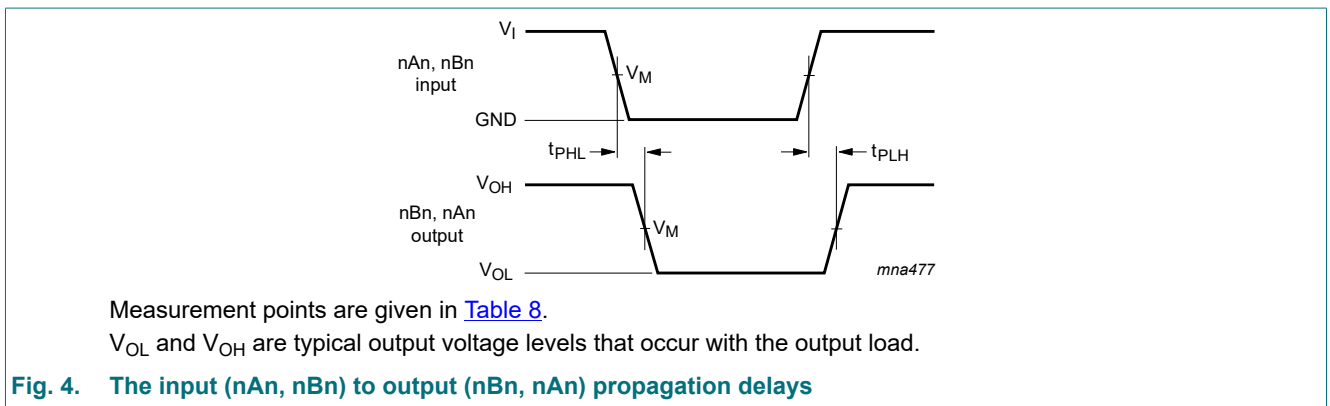 V_I
nAn, nBn
input
V_M
GND
t_PHL
t_PLH
V_OH
nBn, nAn
output
V_M
V_OL
mna477
Measurement points are given in Table 8.
V_OL and V_OH are typical output voltage levels that occur with the output load.
Fig. 4. The input (nAn, nBn) to output (nBn, nAn) propagation delays